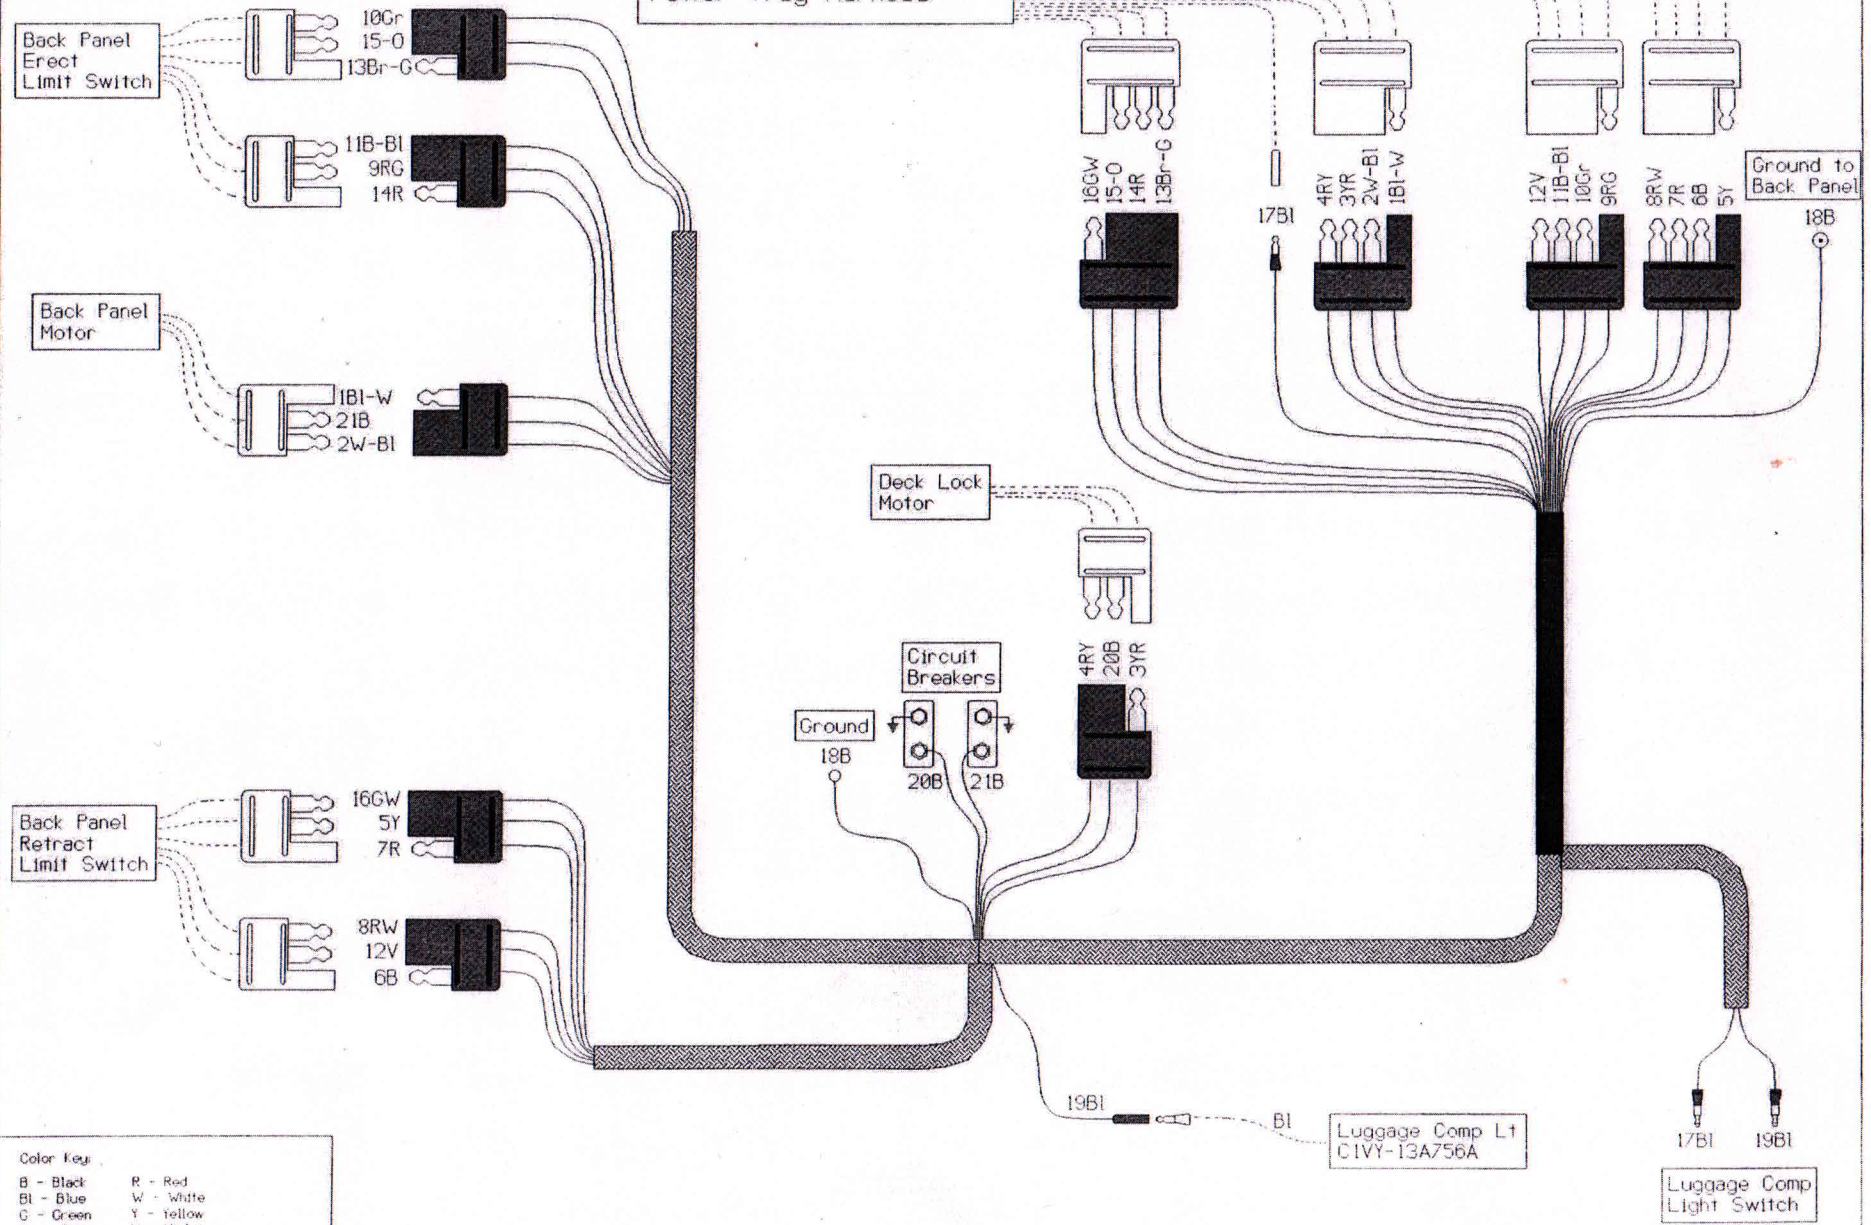 Back Panel
Erect
Limit Switch
10Gr
15-O
13Br-G
11B-Bl
9RG
14R
Back Panel
Motor
1Bl-W
21B
2W-Bl
16GW
15-O
14R
13Br-G
17Bl
4RY
3YR
2W-Bl
1Bl-W
12V
11B-Bl
10Gr
9RG
8RW
7R
6B
5Y
Ground to
Back Panel
18B
Deck Lock
Motor
4RY
20B
3YR
Circuit
Breakers
Ground
18B
20B
21B
Back Panel
Retract
Limit Switch
16GW
5Y
7R
8RW
12V
6B
19Bl
Bl
Luggage Comp Lt
C1VY-13A756A
17Bl
19Bl
Luggage Comp
Light Switch
Color Key:
B - Black
R - Red
Bl - Blue
W - White
G - Green
Y - Yellow